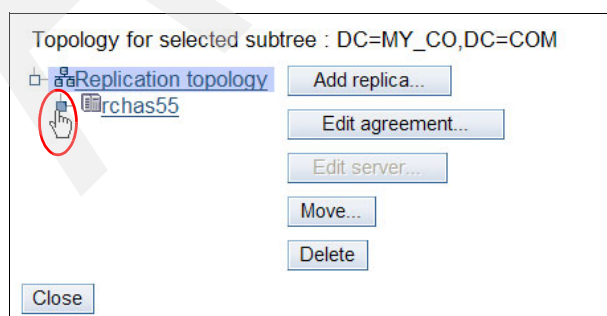 Topology for selected subtree : DC=MY_CO,DC=COM
Replication topology
rchas55
Add replica...
Edit agreement...
Edit server...
Move...
Delete
Close